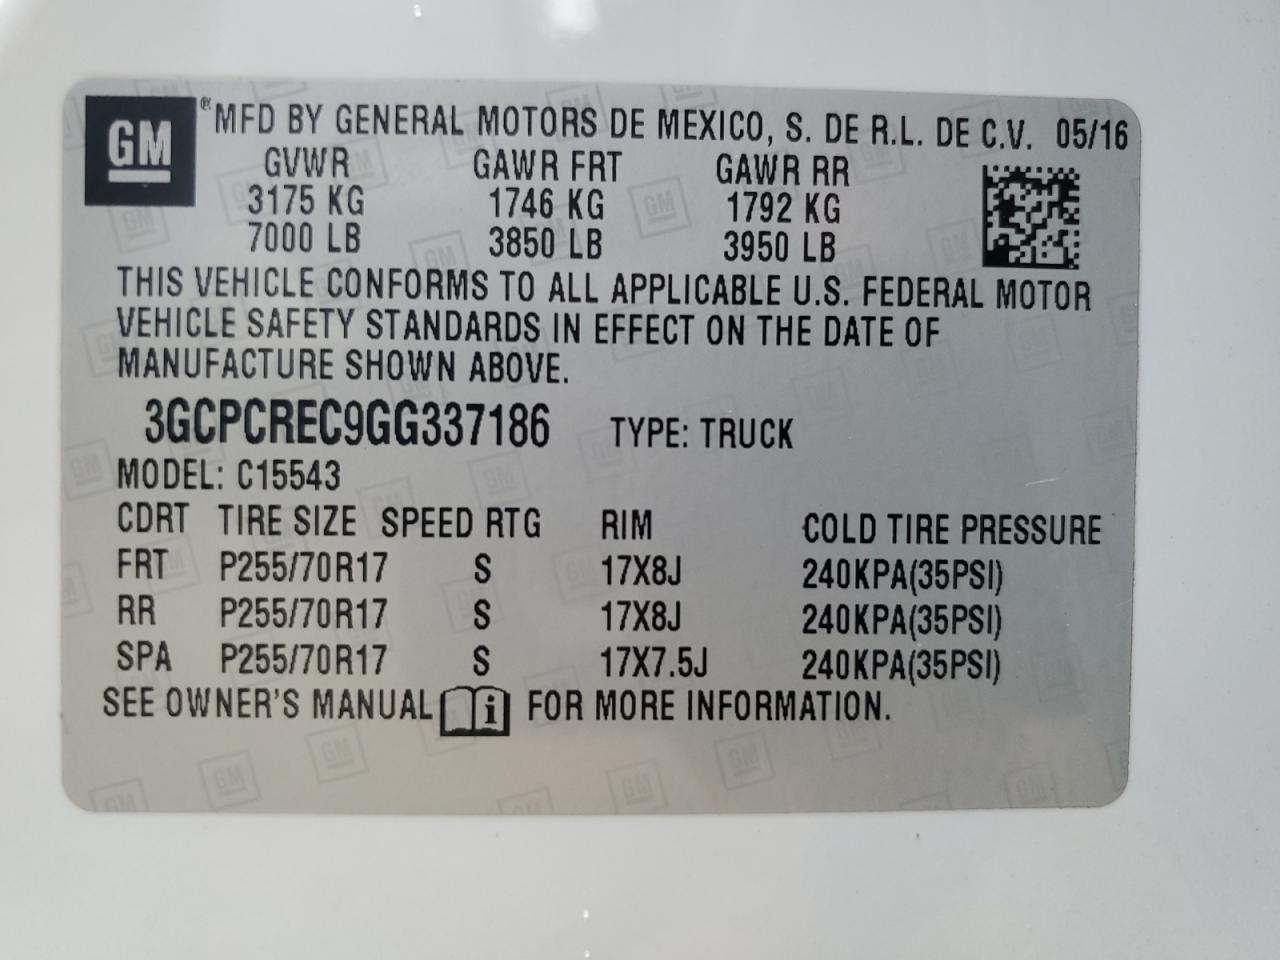 GM ® MFD BY GENERAL MOTORS DE MEXICO, S. DE R.L. DE C.V. 05/16
GVWR GAWR FRT GAWR RR
3175 KG 1746 KG 1792 KG
7000 LB 3850 LB 3950 LB
THIS VEHICLE CONFORMS TO ALL APPLICABLE U.S. FEDERAL MOTOR
VEHICLE SAFETY STANDARDS IN EFFECT ON THE DATE OF
MANUFACTURE SHOWN ABOVE.
3GCPCREC9GG337186 TYPE: TRUCK
MODEL: C15543
CDRT TIRE SIZE SPEED RTG RIM COLD TIRE PRESSURE
FRT P255/70R17 S 17X8J 240KPA(35PSI)
RR P255/70R17 S 17X8J 240KPA(35PSI)
SPA P255/70R17 S 17X7.5J 240KPA(35PSI)
SEE OWNER'S MANUAL i FOR MORE INFORMATION.